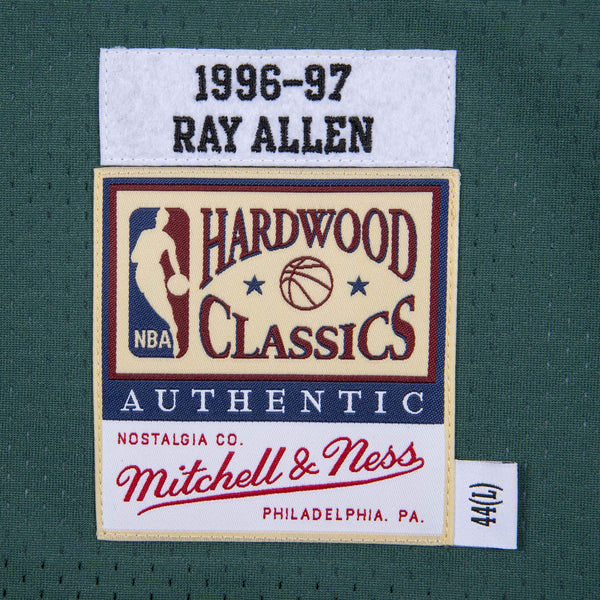 1996-97
RAY ALLEN
HARDWOOD
NBA
CLASSICS
AUTHENTIC
NOSTALGIA CO.
Mitchell & Ness
PHILADELPHIA. PA.
44(L)